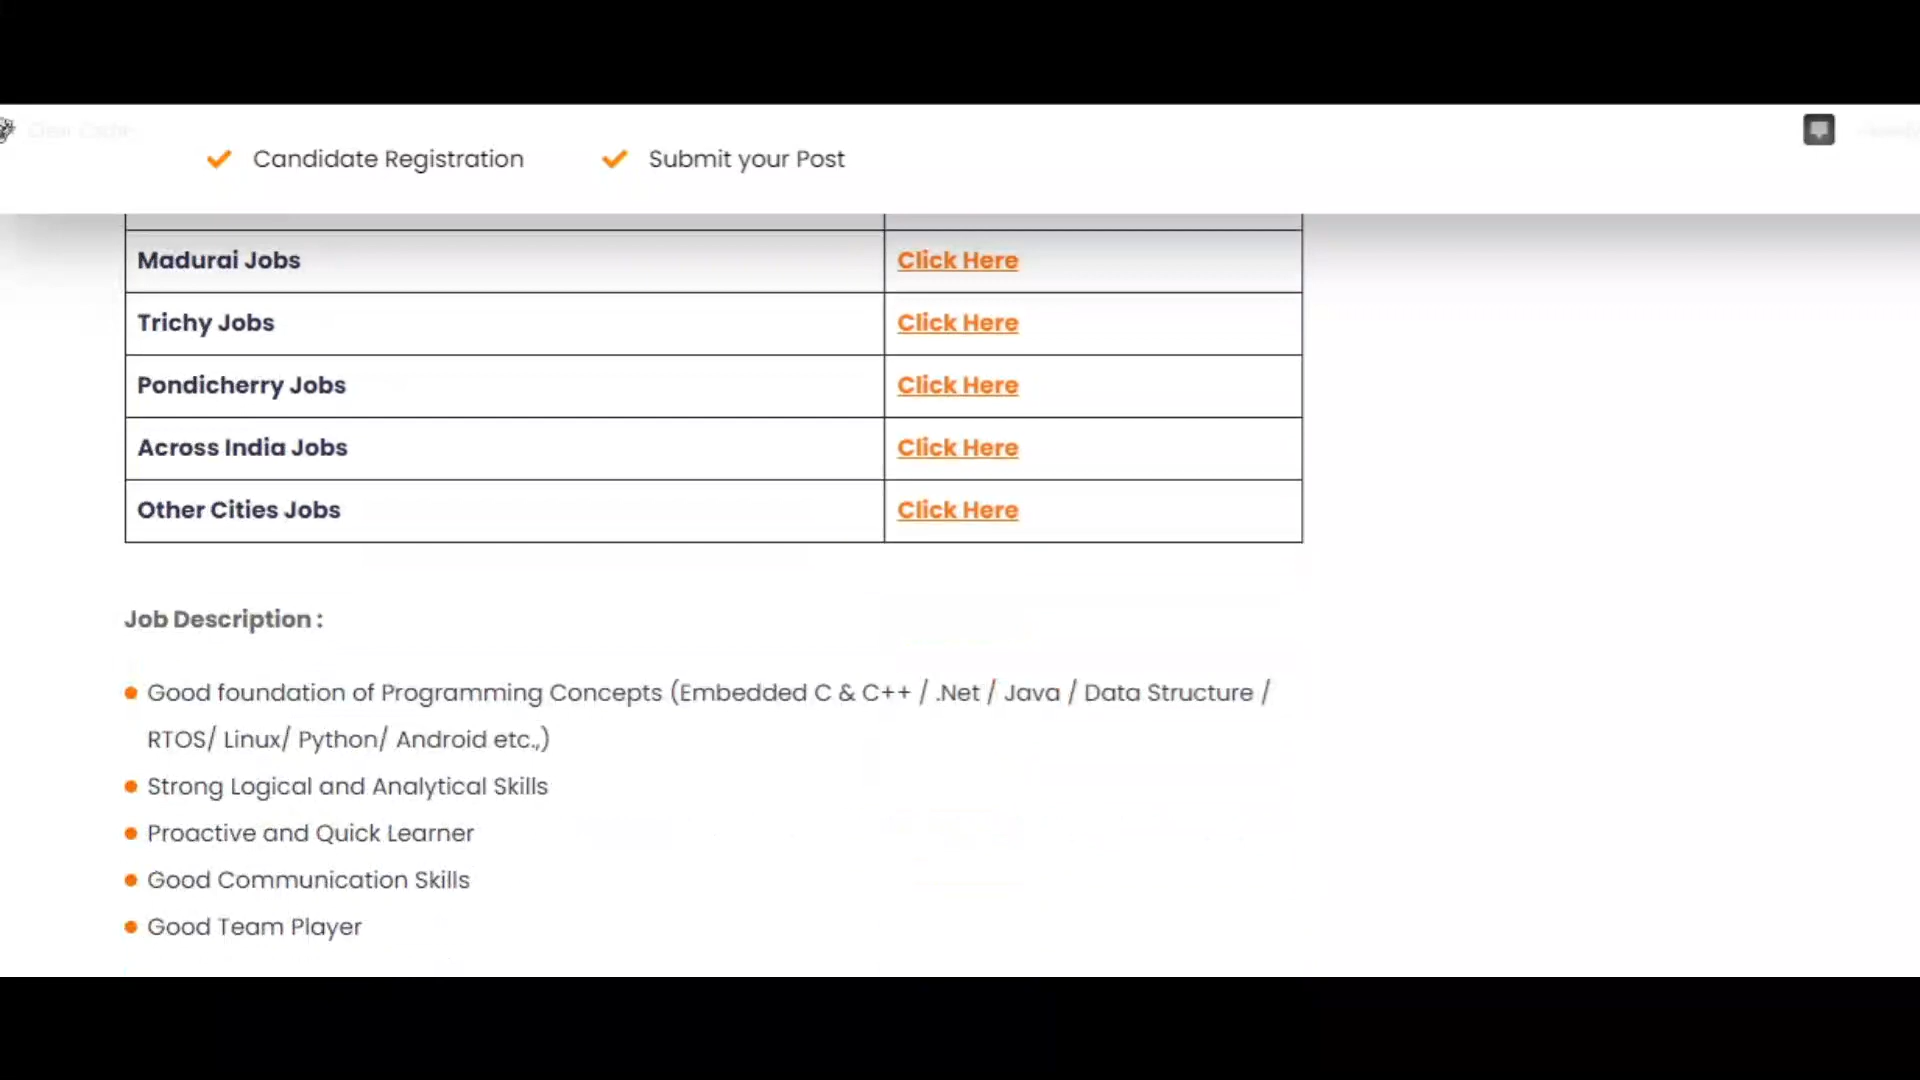 Clear Cache
Candidate Registration
Submit your Post
Madurai Jobs Click Here
Trichy Jobs Click Here
Pondicherry Jobs Click Here
Across India Jobs Click Here
Other Cities Jobs Click Here
Job Description :
Good foundation of Programming Concepts (Embedded C & C++ / .Net / Java / Data Structure /
RTOS/ Linux/ Python/ Android etc.,)
Strong Logical and Analytical Skills
Proactive and Quick Learner
Good Communication Skills
Good Team Player